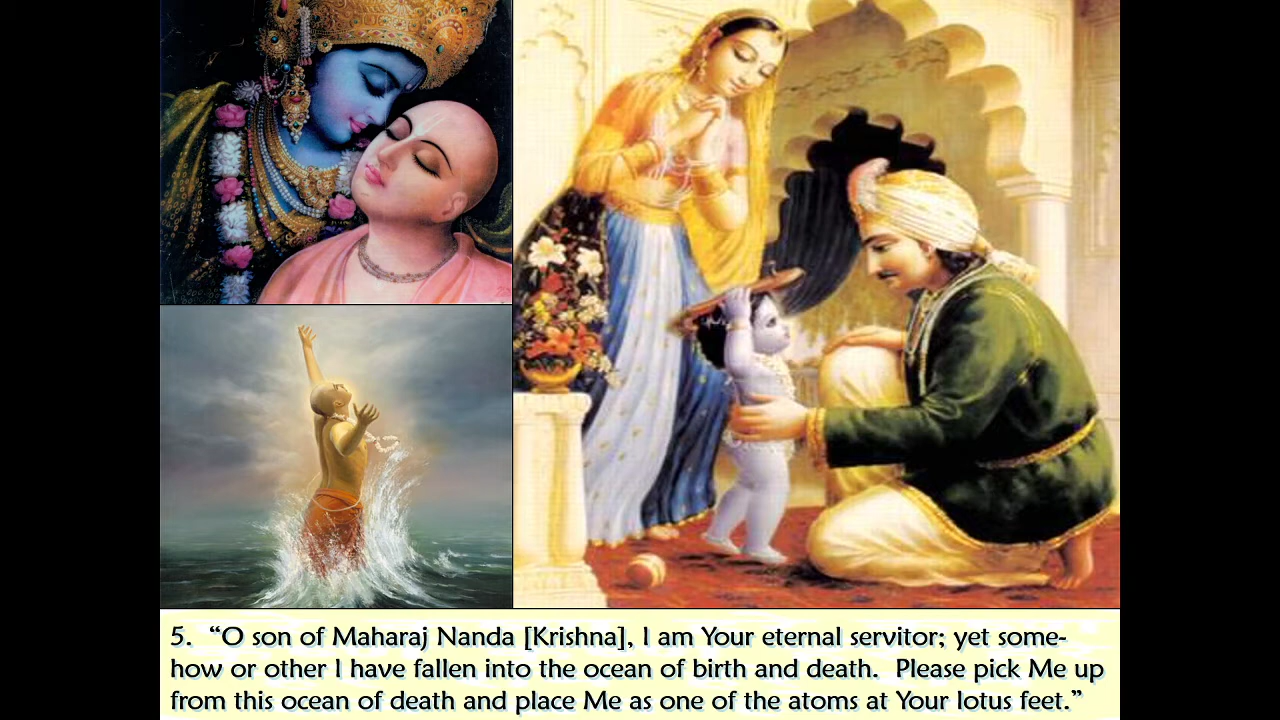 5. “O son of Maharaj Nanda [Krishna], I am Your eternal servitor; yet some-
how or other I have fallen into the ocean of birth and death. Please pick Me up
from this ocean of death and place Me as one of the atoms at Your lotus feet.”